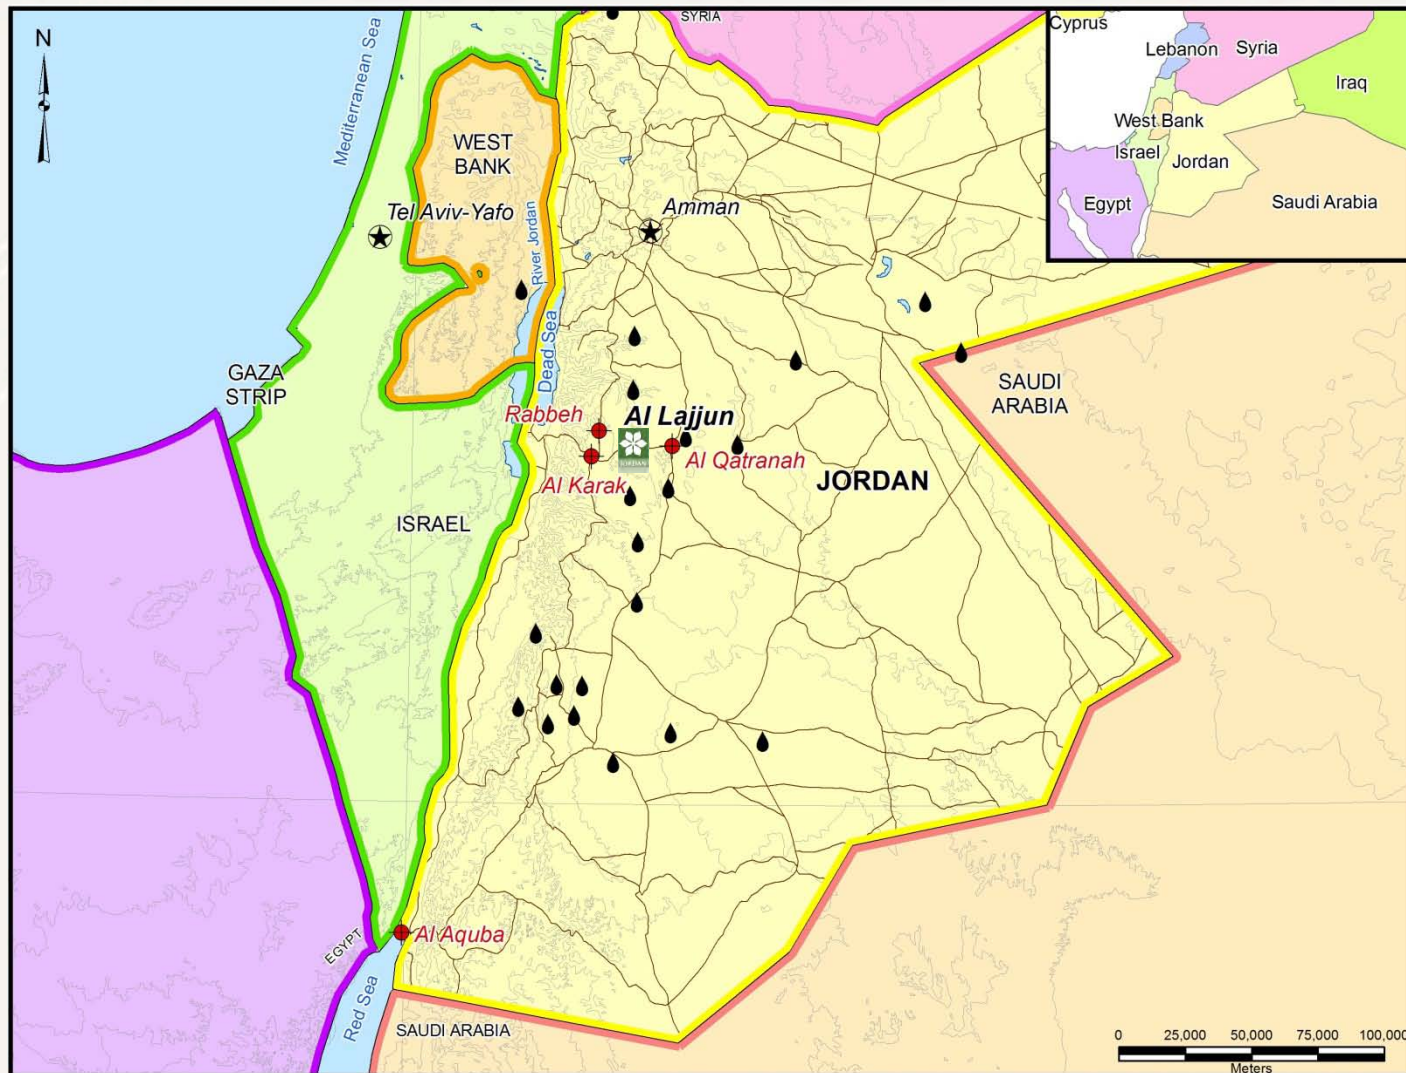 N
Mediterranean Sea
SYRIA
Cyprus
Lebanon
Syria
Iraq
West Bank
Israel
Jordan
Egypt
Saudi Arabia
WEST
BANK
Tel Aviv-Yafo
Amman
River Jordan
Dead Sea
GAZA
STRIP
SAUDI
ARABIA
Rabbeh
Al Lajjun
JORDAN
Al Qatranah
Al Karak
JORDAN
ISRAEL
EGYPT
Al Aquba
Red Sea
SAUDI ARABIA
0 25,000 50,000 75,000 100,000
Meters